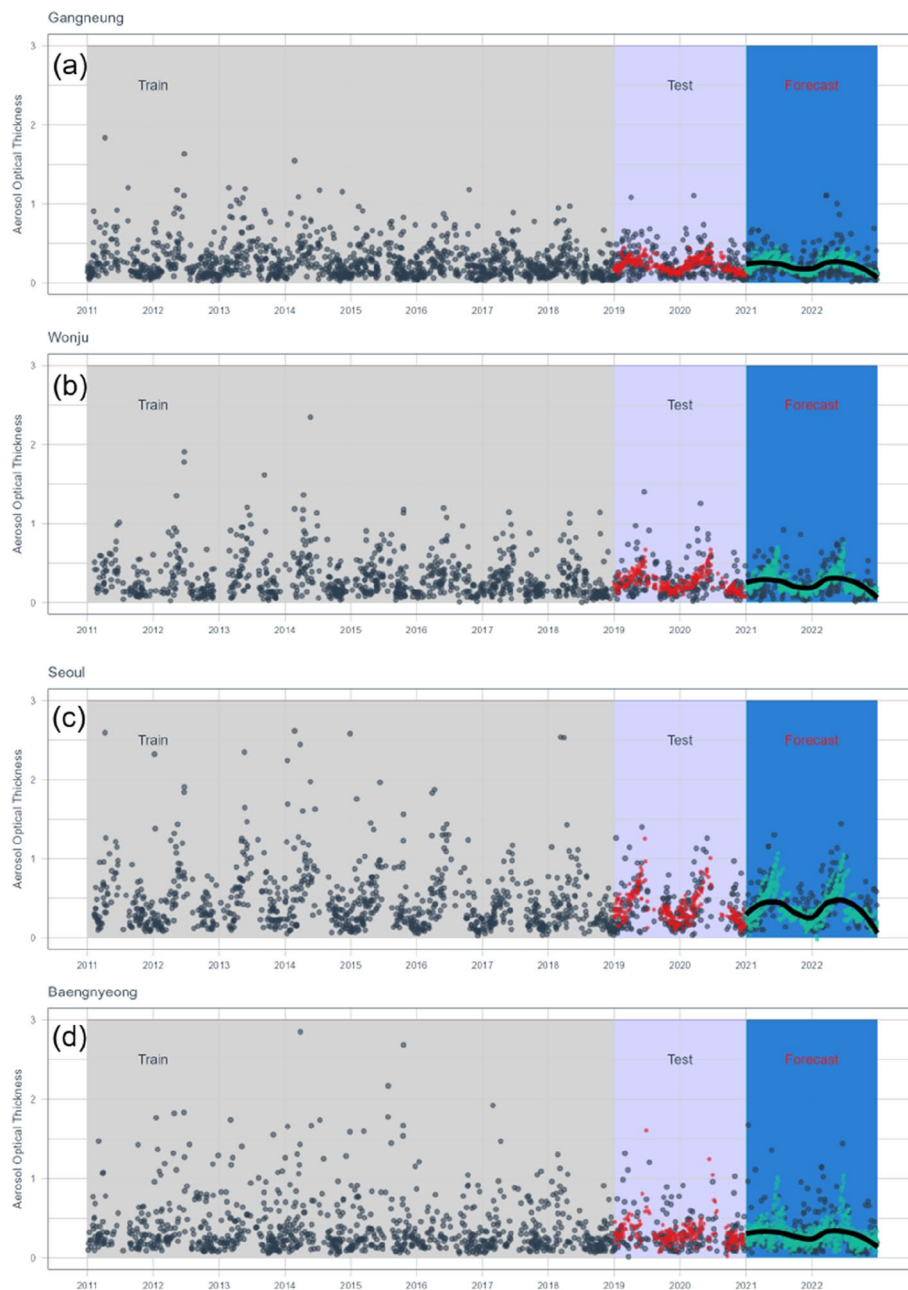 Gangneung
(a)
Train
Test
Forecast
Aerosol Optical Thickness
3
2
1
0
2011 2012 2013 2014 2015 2016 2017 2018 2019 2020 2021 2022
Wonju
(b)
Train
Test
Forecast
Aerosol Optical Thickness
3
2
1
0
2011 2012 2013 2014 2015 2016 2017 2018 2019 2020 2021 2022
Seoul
(c)
Train
Test
Forecast
Aerosol Optical Thickness
3
2
1
0
2011 2012 2013 2014 2015 2016 2017 2018 2019 2020 2021 2022
Baengnyeong
(d)
Train
Test
Forecast
Aerosol Optical Thickness
3
2
1
0
2011 2012 2013 2014 2015 2016 2017 2018 2019 2020 2021 2022